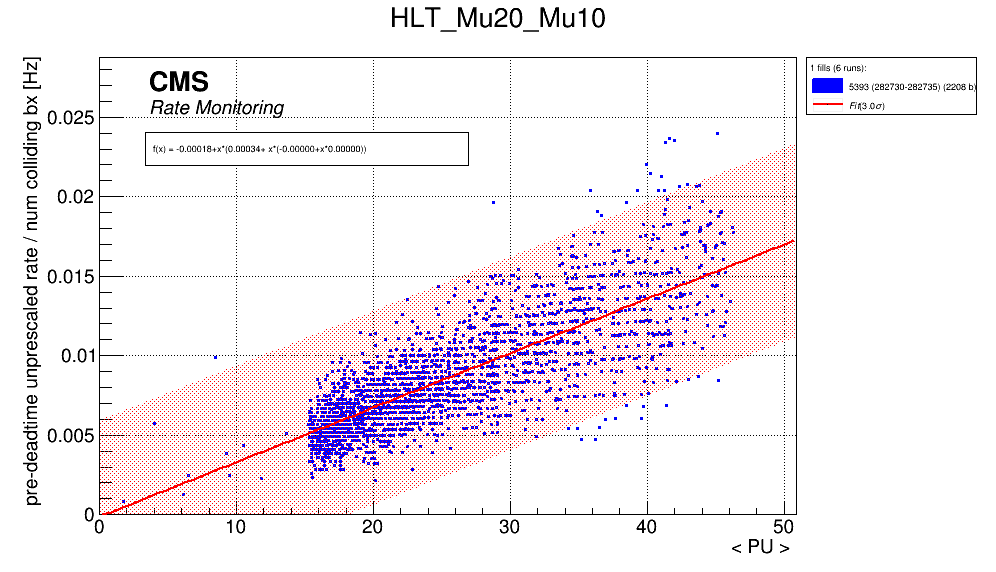 HLT_Mu20_Mu10
pre-deadtime unprescaled rate / num colliding bx [Hz]
CMS
Rate Monitoring
f(x) = -0.00018+x*(0.00034+ x*(-0.00000+x*0.00000))
0.025
0.02
0.015
0.01
0.005
0
0 10 20 30 40 50
< PU >
1 fills (6 runs):
5393 (282730-282735) (2208 b)
Fit(3.0σ)